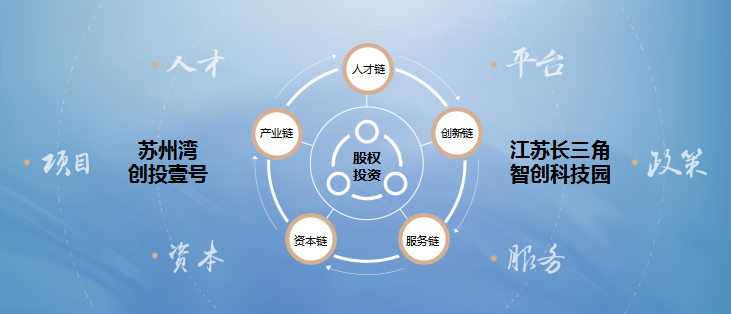 人才
平台
人才链
产业链
创新链
项目
苏州湾
创投壹号
股权
投资
江苏长三角
智创科技园
政策
资本链
服务链
资本
服务